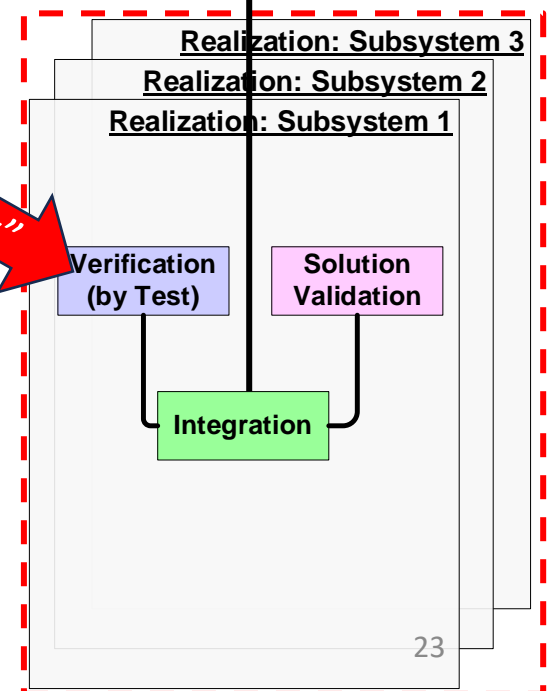 Realization: Subsystem 3
Realization: Subsystem 2
Realization: Subsystem 1
”
Verification
(by Test)
Solution
Validation
Integration
23